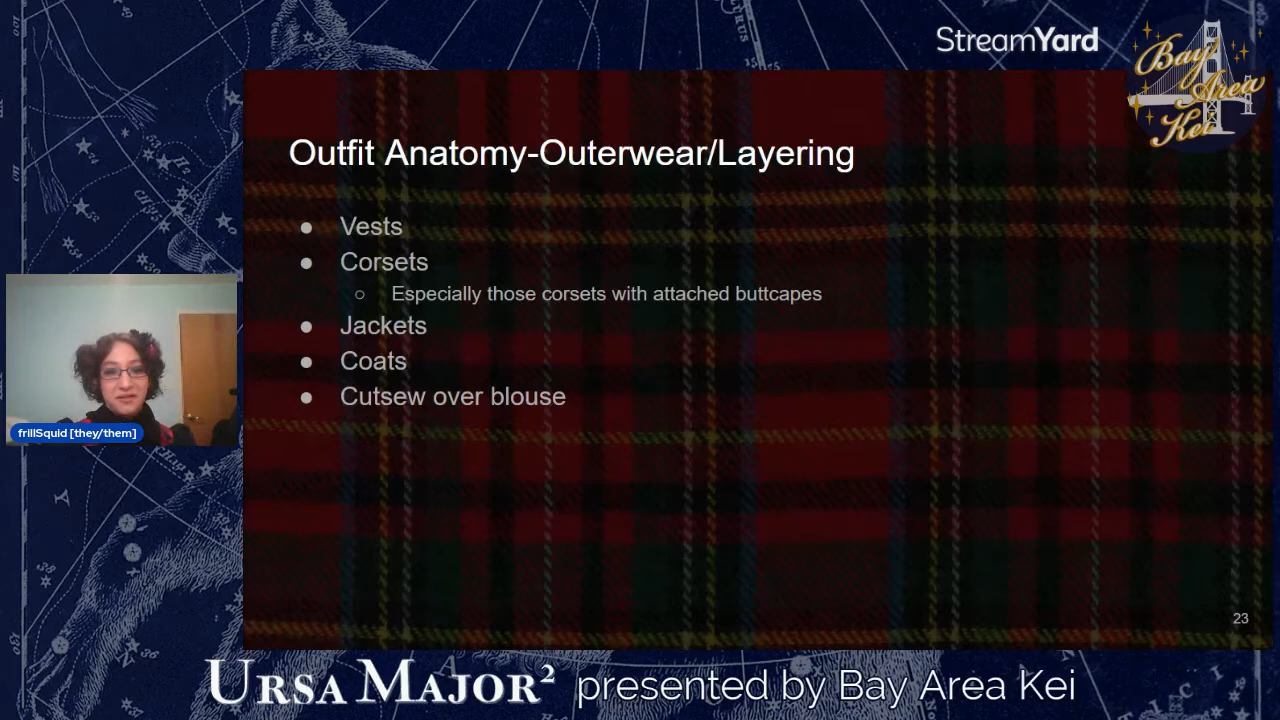 StreamYard
Bay
Area
Kei
Outfit Anatomy-Outerwear/Layering
● Vests
● Corsets
○ Especially those corsets with attached buttcapes
● Jackets
● Coats
● Cutsew over blouse
frillSquid [they/them]
23
URSA MAJOR² presented by Bay Area Kei